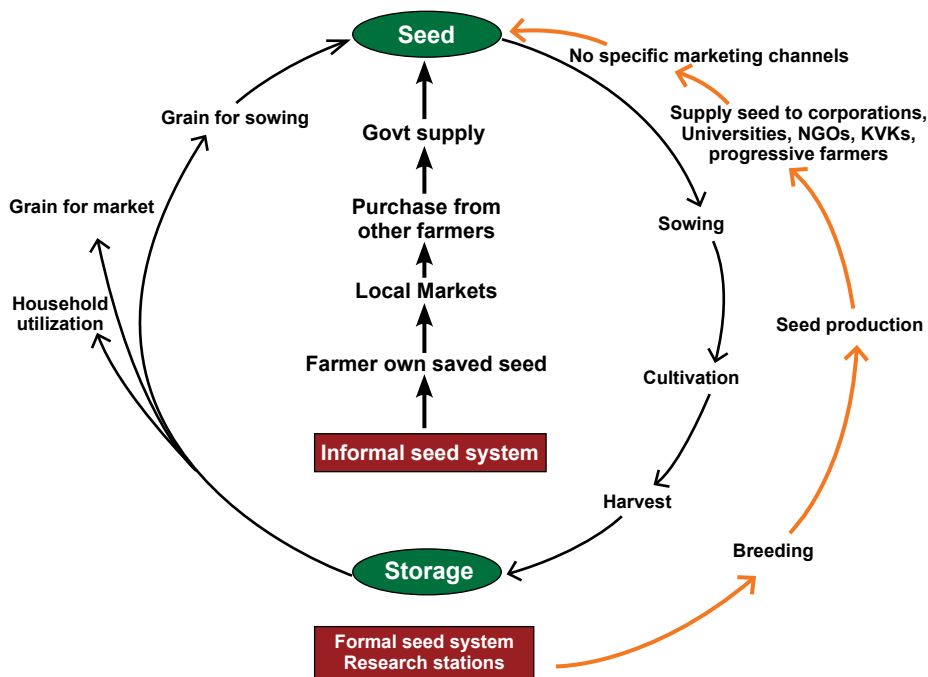 Seed
No specific marketing channels
Supply seed to corporations,
Universities, NGOs, KVKs,
progressive farmers
Grain for sowing
Govt supply
Grain for market
Purchase from
other farmers
Sowing
Local Markets
Household
utilization
Seed production
Farmer own saved seed
Cultivation
Informal seed system
Harvest
Breeding
Storage
Formal seed system
Research stations